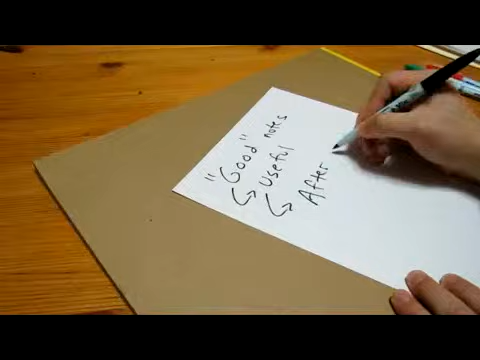 "Good" notes
↳ Useful
↳ After